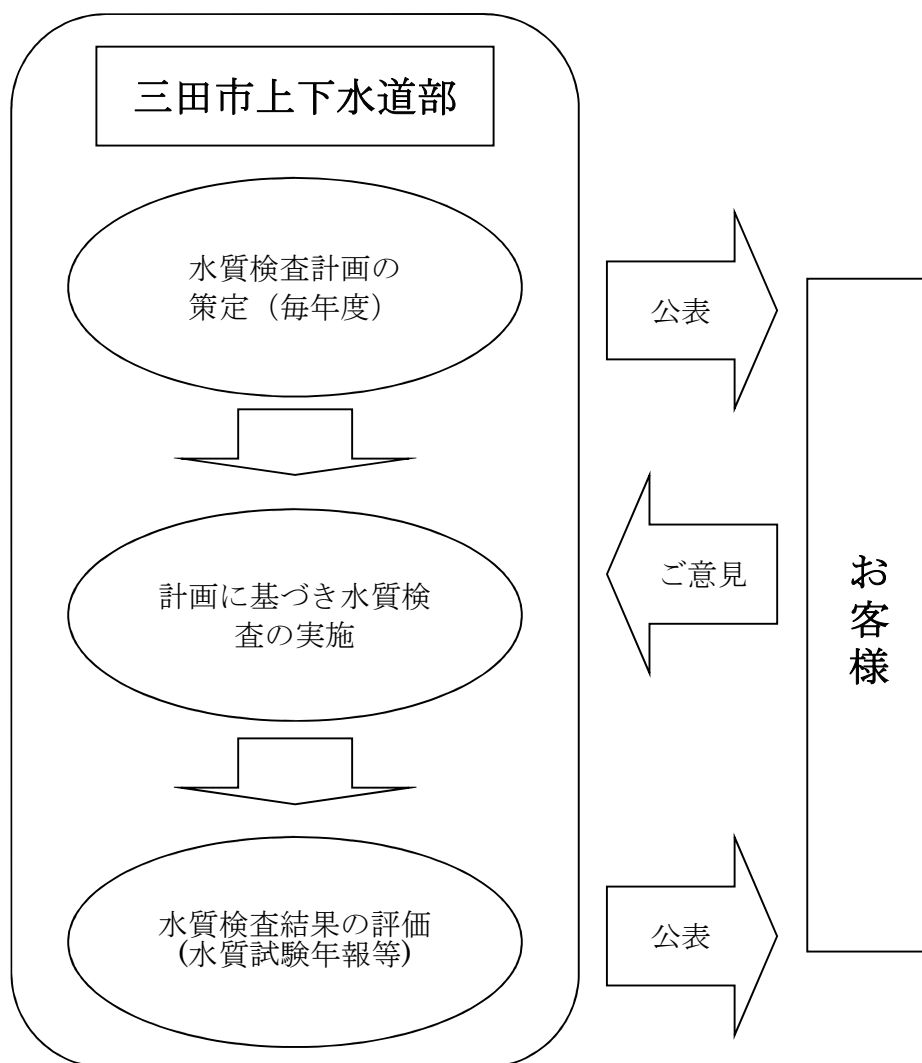 三田市上下水道部
水質検査計画の
策定（毎年度）
公表
ご意見
お客様
計画に基づき水質検
査の実施
水質検査結果の評価
(水質試験年報等)
公表